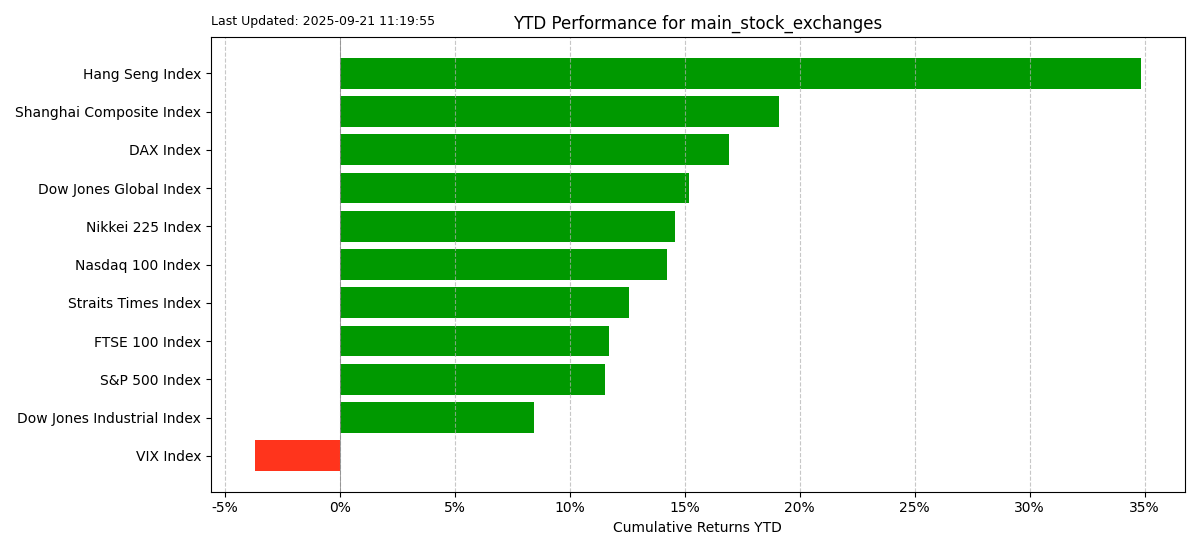 Last Updated: 2025-09-21 11:19:55
YTD Performance for main_stock_exchanges
Hang Seng Index
Shanghai Composite Index
DAX Index
Dow Jones Global Index
Nikkei 225 Index
Nasdaq 100 Index
Straits Times Index
FTSE 100 Index
S&P 500 Index
Dow Jones Industrial Index
VIX Index
-5% 0% 5% 10% 15% 20% 25% 30% 35%
Cumulative Returns YTD